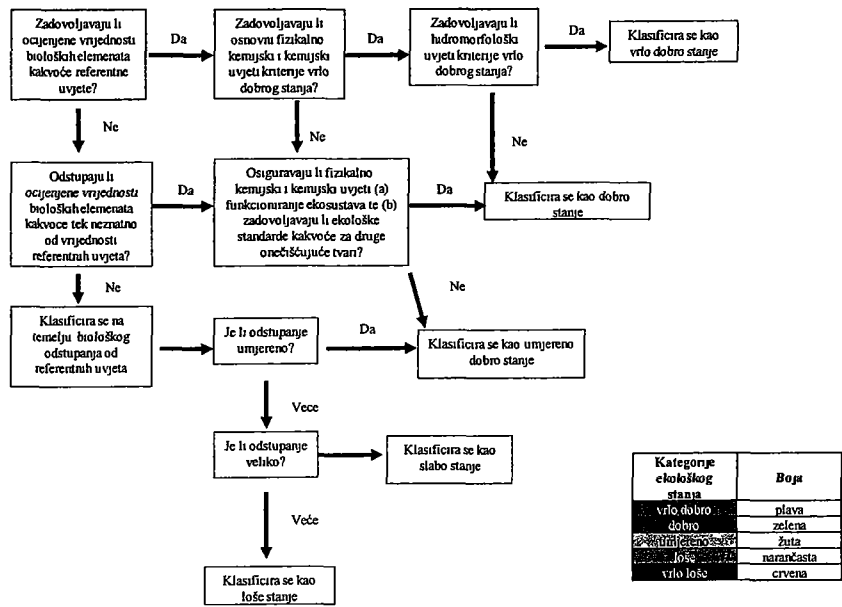 Zadovoljavaju li
ocijenjene vrijednosti
bioloških elemenata
kakvoće referentne
uvjete?
Da
Zadovoljavaju li
osnovni fizikalno
kemijski i kemijski
uvjeti kriterije vrlo
dobrog stanja?
Da
Zadovoljavaju li
hidromorfološki
uvjeti kriterije vrlo
dobrog stanja?
Da
Klasificira se kao
vrlo dobro stanje
Ne
Ne
Ne
Odstupaju li
ocijenjene vrijednosti
bioloških elemenata
kakvoce tek neznatno
od vrijednosti
referentnih uvjeta?
Da
Osiguravaju li fizikalno
kemijski i kemijski uvjeti (a)
funkcioniranje ekosustava te (b)
zadovoljavaju li ekološke
standarde kakvoće za druge
onečišćujuće tvari?
Da
Klasificira se kao dobro
stanje
Ne
Ne
Klasificira se na
temelju biološkog
odstupanja od
referentnih uvjeta
Je li odstupanje
umjereno?
Da
Klasificira se kao umjereno
dobro stanje
Vece
Je li odstupanje
veliko?
Klasificira se kao
slabo stanje
Veće
Klasificira se kao
loše stanje
Kategorije
ekološkog
stanja
Boja
vrlo dobro
plava
dobro
zelena
umjereno
žuta
loše
narančasta
vrlo loše
crvena